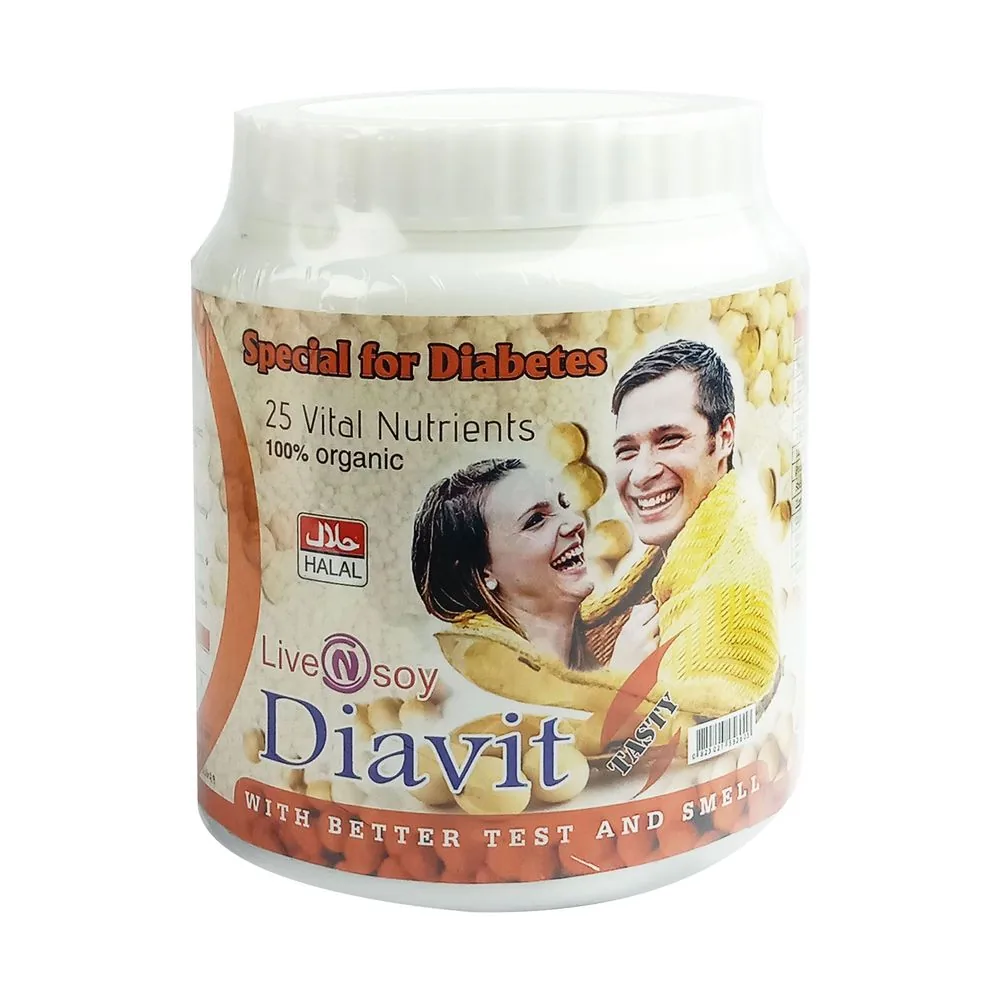 Special for Diabetes
25 Vital Nutrients
100% organic
حلال
HALAL
Live N soy
Diavit
TASTY
WITH BETTER TEST AND SMELL